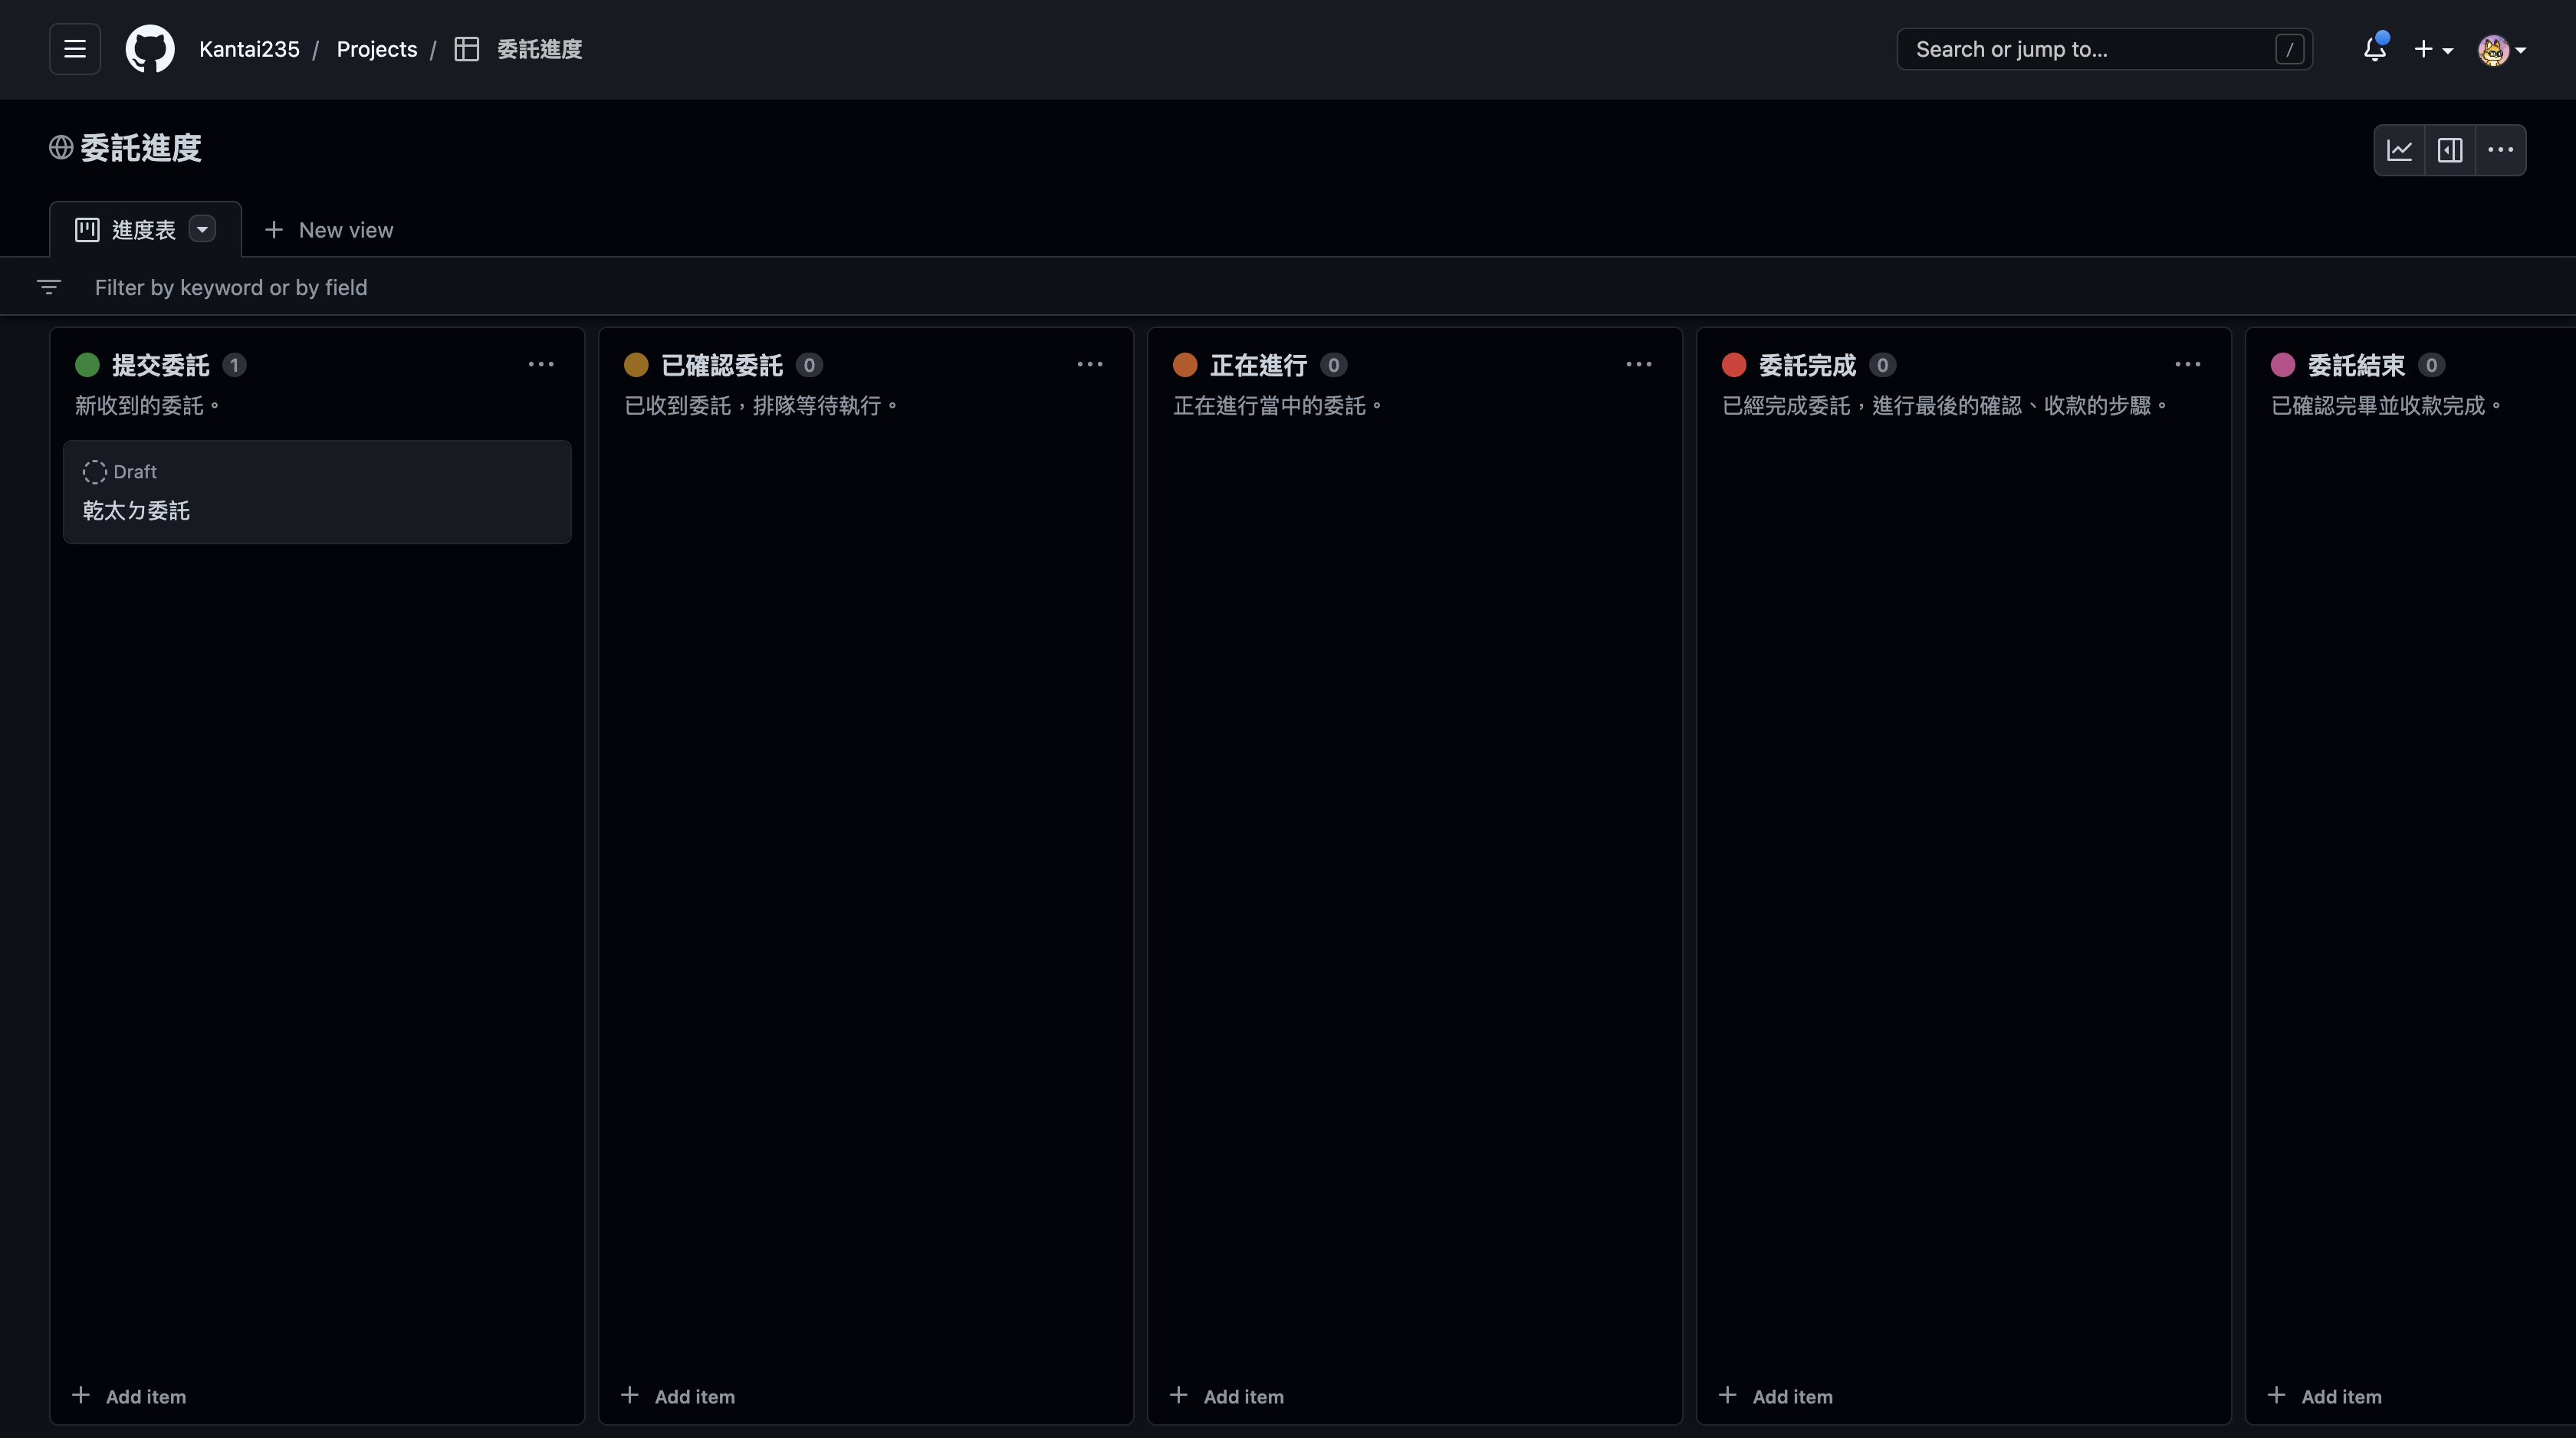 Kantai235 / Projects / 委託進度
Search or jump to... /
委託進度
進度表
New view
Filter by keyword or by field
提交委託 1
新收到的委託。
Draft
乾太ㄉ委託
Add item
已確認委託 0
已收到委託，排隊等待執行。
Add item
正在進行 0
正在進行當中的委託。
Add item
委託完成 0
已經完成委託，進行最後的確認、收款的步驟。
Add item
委託結束 0
已確認完畢並收款完成。
Add item